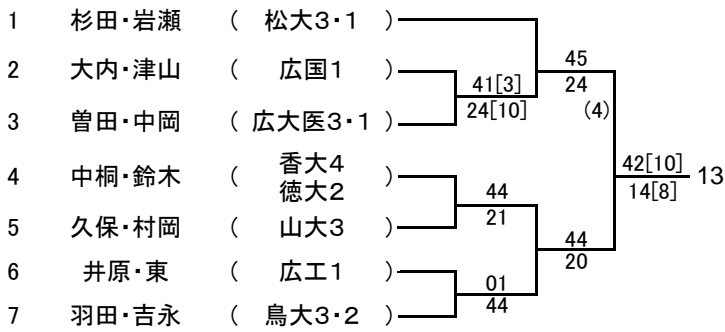 1 杉田・岩瀬 ( 松大3・1 )
2 大内・津山 ( 広国1 )
3 曽田・中岡 ( 広大医3・1 )
4 中桐・鈴木 ( 香大4 徳大2 )
5 久保・村岡 ( 山大3 )
6 井原・東 ( 広工1 )
7 羽田・吉永 ( 鳥大3・2 )
41[3]
24[10]
44
21
01
44
45
24
(4)
44
20
42[10]
14[8]
13